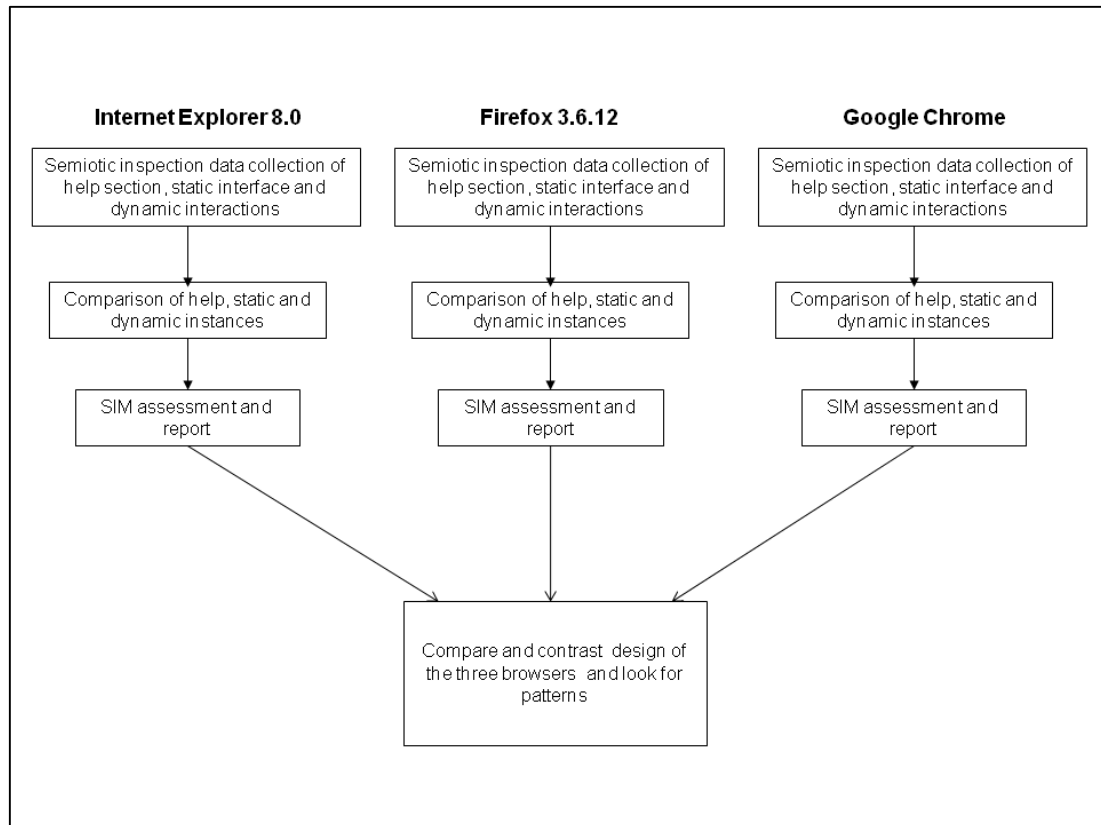 Internet Explorer 8.0
Semiotic inspection data collection of
help section, static interface and
dynamic interactions
Comparison of help, static and
dynamic instances
SIM assessment and
report
Firefox 3.6.12
Semiotic inspection data collection of
help section, static interface and
dynamic interactions
Comparison of help, static and
dynamic instances
SIM assessment and
report
Google Chrome
Semiotic inspection data collection of
help section, static interface and
dynamic interactions
Comparison of help, static and
dynamic instances
SIM assessment and
report
Compare and contrast design of
the three browsers and look for
patterns